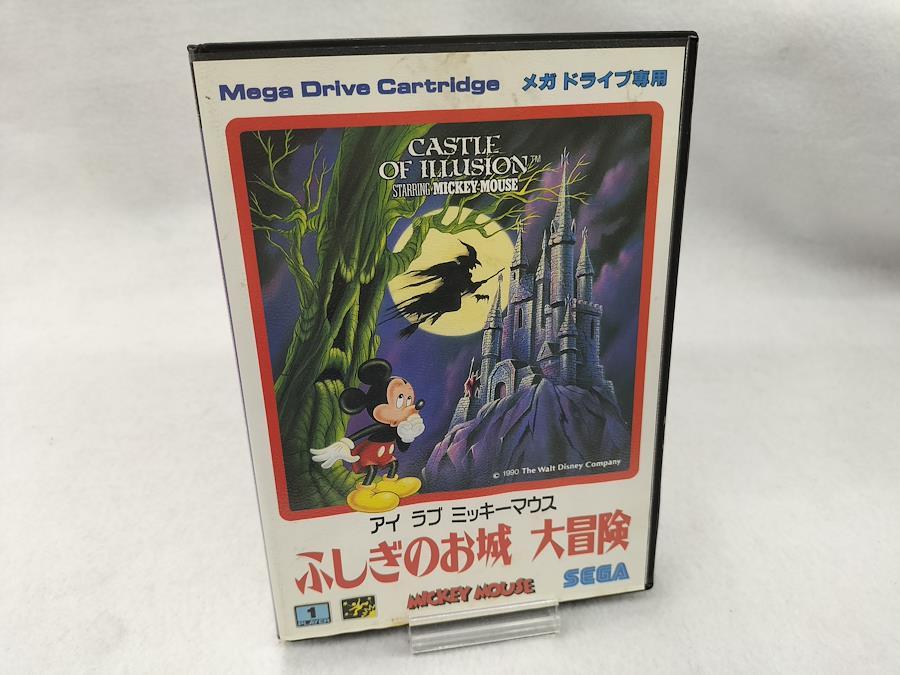 Mega Drive Cartridge メガドライブ専用
CASTLE
OF ILLUSION™
STARRING MICKEY MOUSE
© 1990 The Walt Disney Company
アイ ラブ ミッキーマウス
ふしぎのお城 大冒険
SEGA
MICKEY MOUSE
1
PLAYER